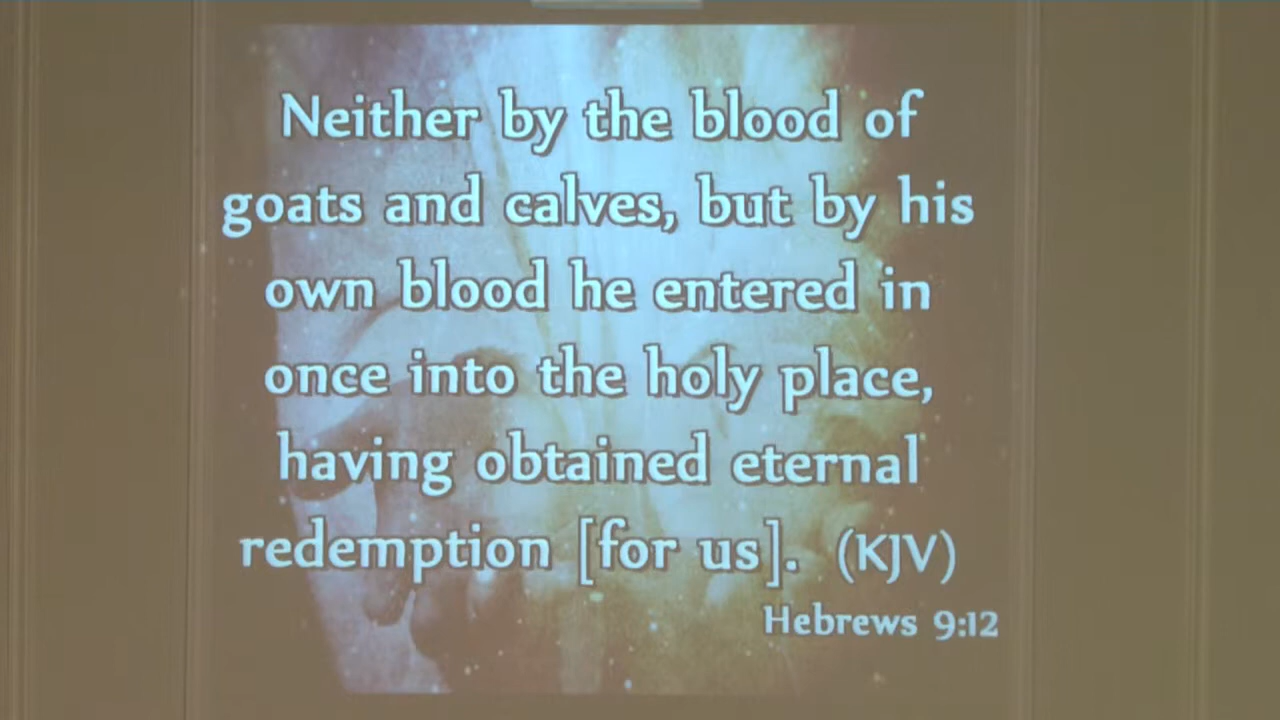 Neither by the blood of
goats and calves, but by his
own blood he entered in
once into the holy place,
having obtained eternal
redemption [for us]. (KJV)
Hebrews 9:12